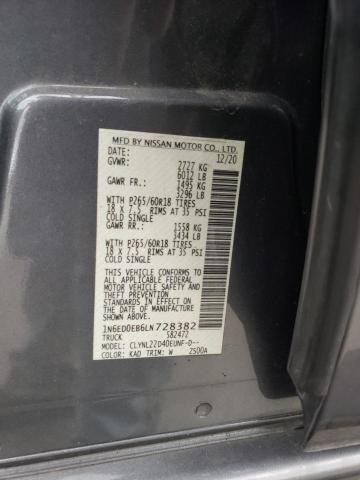 MFD BY NISSAN MOTOR CO., LTD.
DATE: 12/20
GVWR: 2727 KG
6012 LB
GAWR FR.: 1495 KG
3296 LB
WITH P265/60R18 TIRES
18 X 7.5 RIMS AT 35 PSI
COLD SINGLE
GAWR RR.: 1558 KG
3434 LB
WITH P265/60R18 TIRES
18 X 7.5 RIMS AT 35 PSI
COLD SINGLE
THIS VEHICLE CONFORMS TO
ALL APPLICABLE FEDERAL
MOTOR VEHICLE SAFETY
STANDARDS IN EFFECT ON
THE DATE OF MANUFACTURE
SHOWN ABOVE.
1N6ED0EB6LN728382
TRUCK 582472
MODEL: CLYNL22D4DEUNF-D--
COLOR: KAD TRIM: W ZS00A